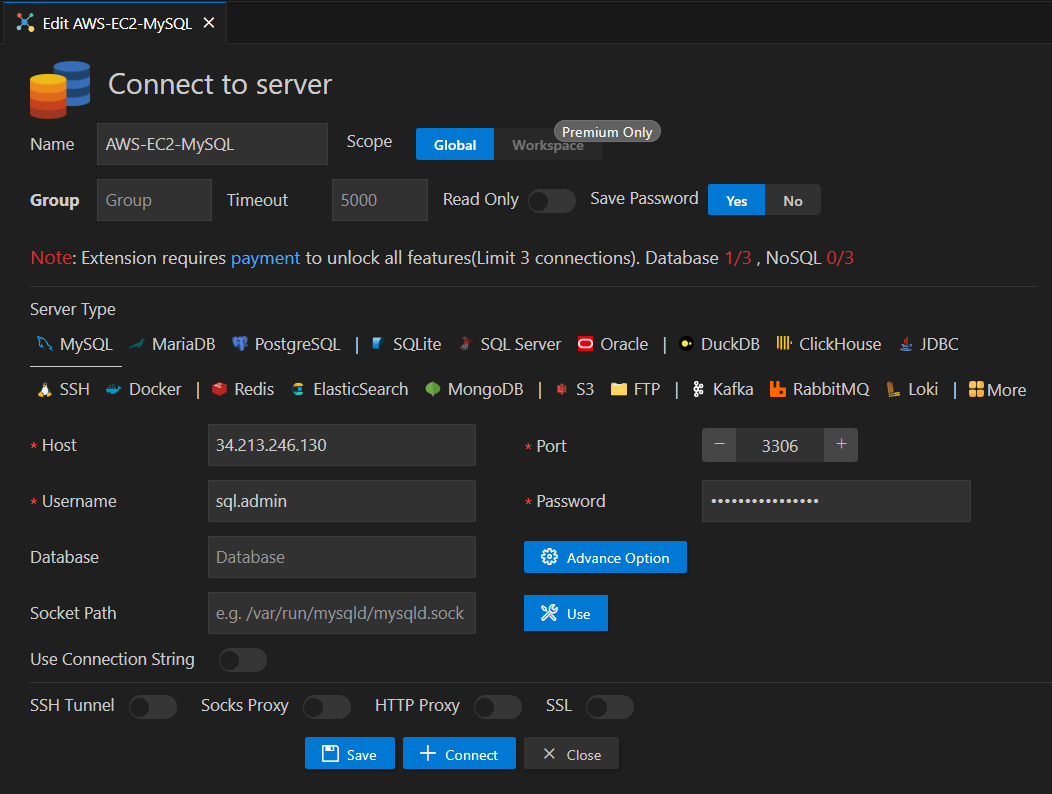 Edit AWS-EC2-MySQL
Connect to server
Name AWS-EC2-MySQL Scope Global Workspace Premium Only
Group Group Timeout 5000 Read Only Save Password Yes No
Note: Extension requires payment to unlock all features(Limit 3 connections). Database 1/3 , NoSQL 0/3
Server Type
MySQL MariaDB PostgreSQL | SQLite SQL Server Oracle | DuckDB ClickHouse JDBC
SSH Docker | Redis ElasticSearch MongoDB | S3 FTP | Kafka RabbitMQ Loki | More
* Host 34.213.246.130 * Port − 3306 +
* Username sql.admin * Password ••••••••••••••••
Database Database Advance Option
Socket Path e.g. /var/run/mysqld/mysqld.sock Use
Use Connection String
SSH Tunnel Socks Proxy HTTP Proxy SSL
Save Connect Close